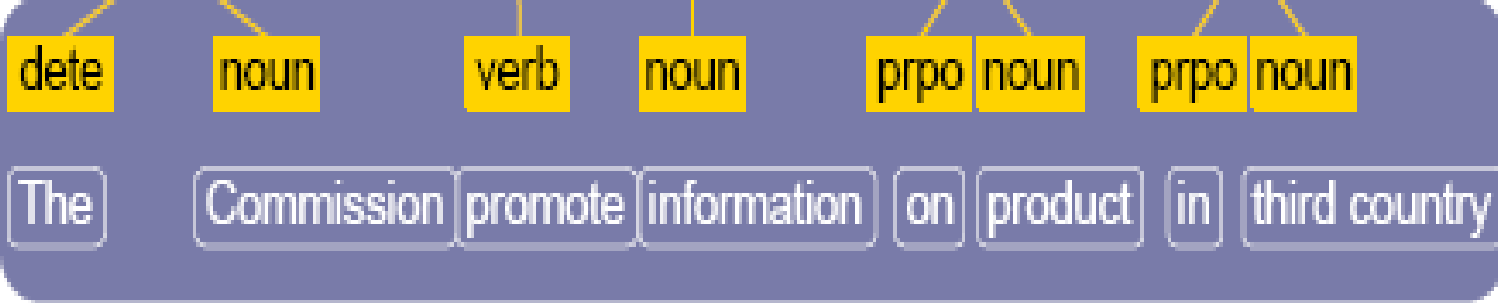 dete noun verb noun prpo noun prpo noun
The Commission promote information on product in third country